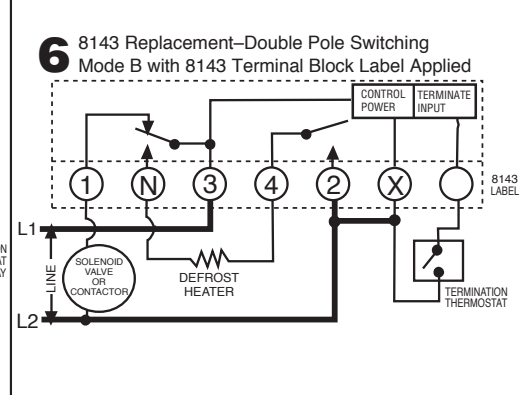 6 8143 Replacement–Double Pole Switching
Mode B with 8143 Terminal Block Label Applied
CONTROL POWER
TERMINATE INPUT
1 N 3 4 2 X
8143
LABEL
L1
LINE
SOLENOID
VALVE
OR
CONTACTOR
DEFROST
HEATER
TERMINATION
THERMOSTAT
L2